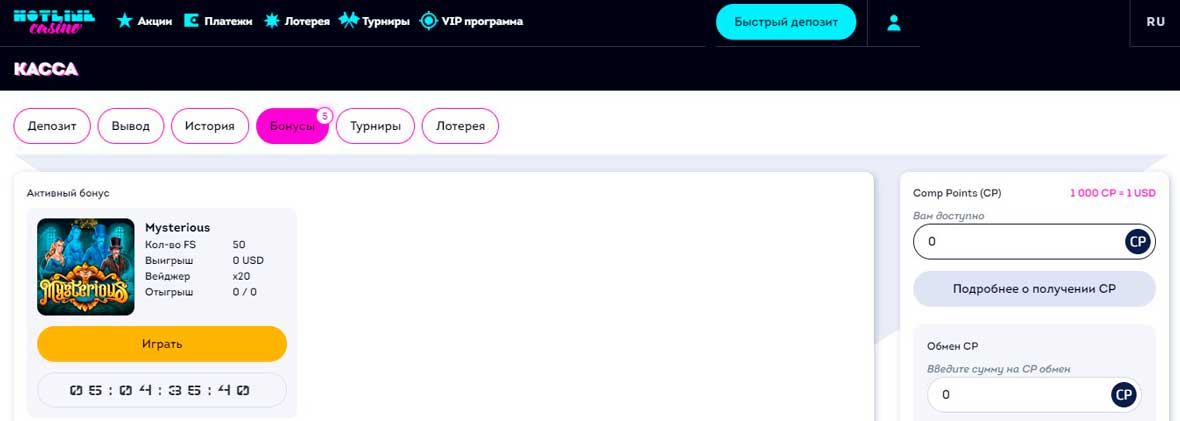 HOTLINE
casino
Акции
Платежи
Лотерея
Турниры
VIP программа
Быстрый депозит
RU
КАССА
Депозит
Вывод
История
Бонусы
5
Турниры
Лотерея
Активный бонус
Mysterious
Mysterious
Кол-во FS 50
Выигрыш 0 USD
Вейджер x20
Отыгрыш 0 / 0
Играть
05:04:35:40
Comp Points (CP) 1 000 CP = 1 USD
Вам доступно
0 CP
Подробнее о получении CP
Обмен CP
Введите сумму на CP обмен
0 CP